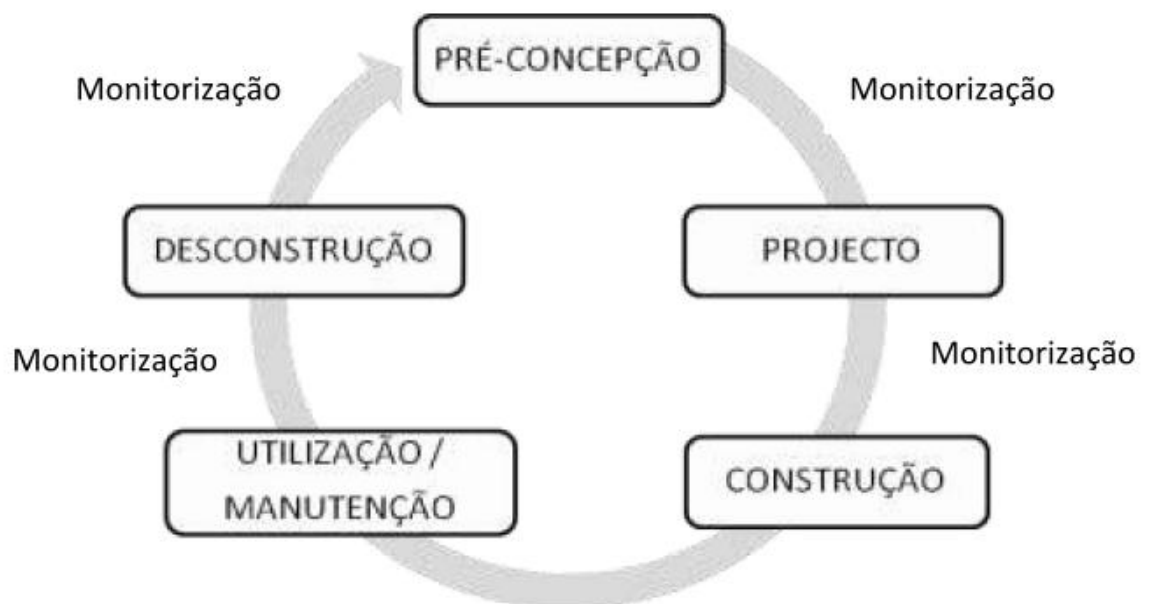 PRÉ-CONCEPÇÃO
Monitorização
Monitorização
DESCONSTRUÇÃO
PROJECTO
Monitorização
Monitorização
UTILIZAÇÃO /
MANUTENÇÃO
CONSTRUÇÃO